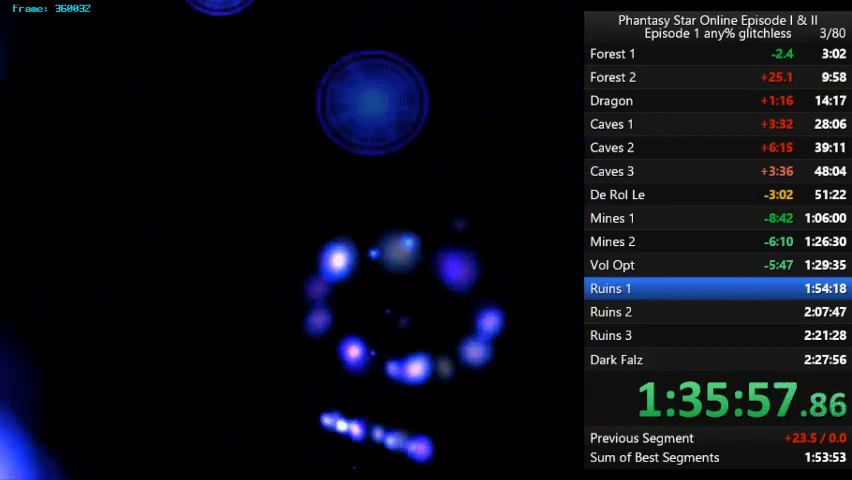 Frame: 360032
Phantasy Star Online Episode I & II
Episode 1 any% glitchless 3/80
Forest 1 -2.4 3:02
Forest 2 +25.1 9:58
Dragon +1:16 14:17
Caves 1 +3:32 28:06
Caves 2 +6:15 39:11
Caves 3 +3:36 48:04
De Rol Le -3:02 51:22
Mines 1 -8:42 1:06:00
Mines 2 -6:10 1:26:30
Vol Opt -5:47 1:29:35
Ruins 1 1:54:18
Ruins 2 2:07:47
Ruins 3 2:21:28
Dark Falz 2:27:56
1:35:57.86
Previous Segment +23.5 / 0.0
Sum of Best Segments 1:53:53